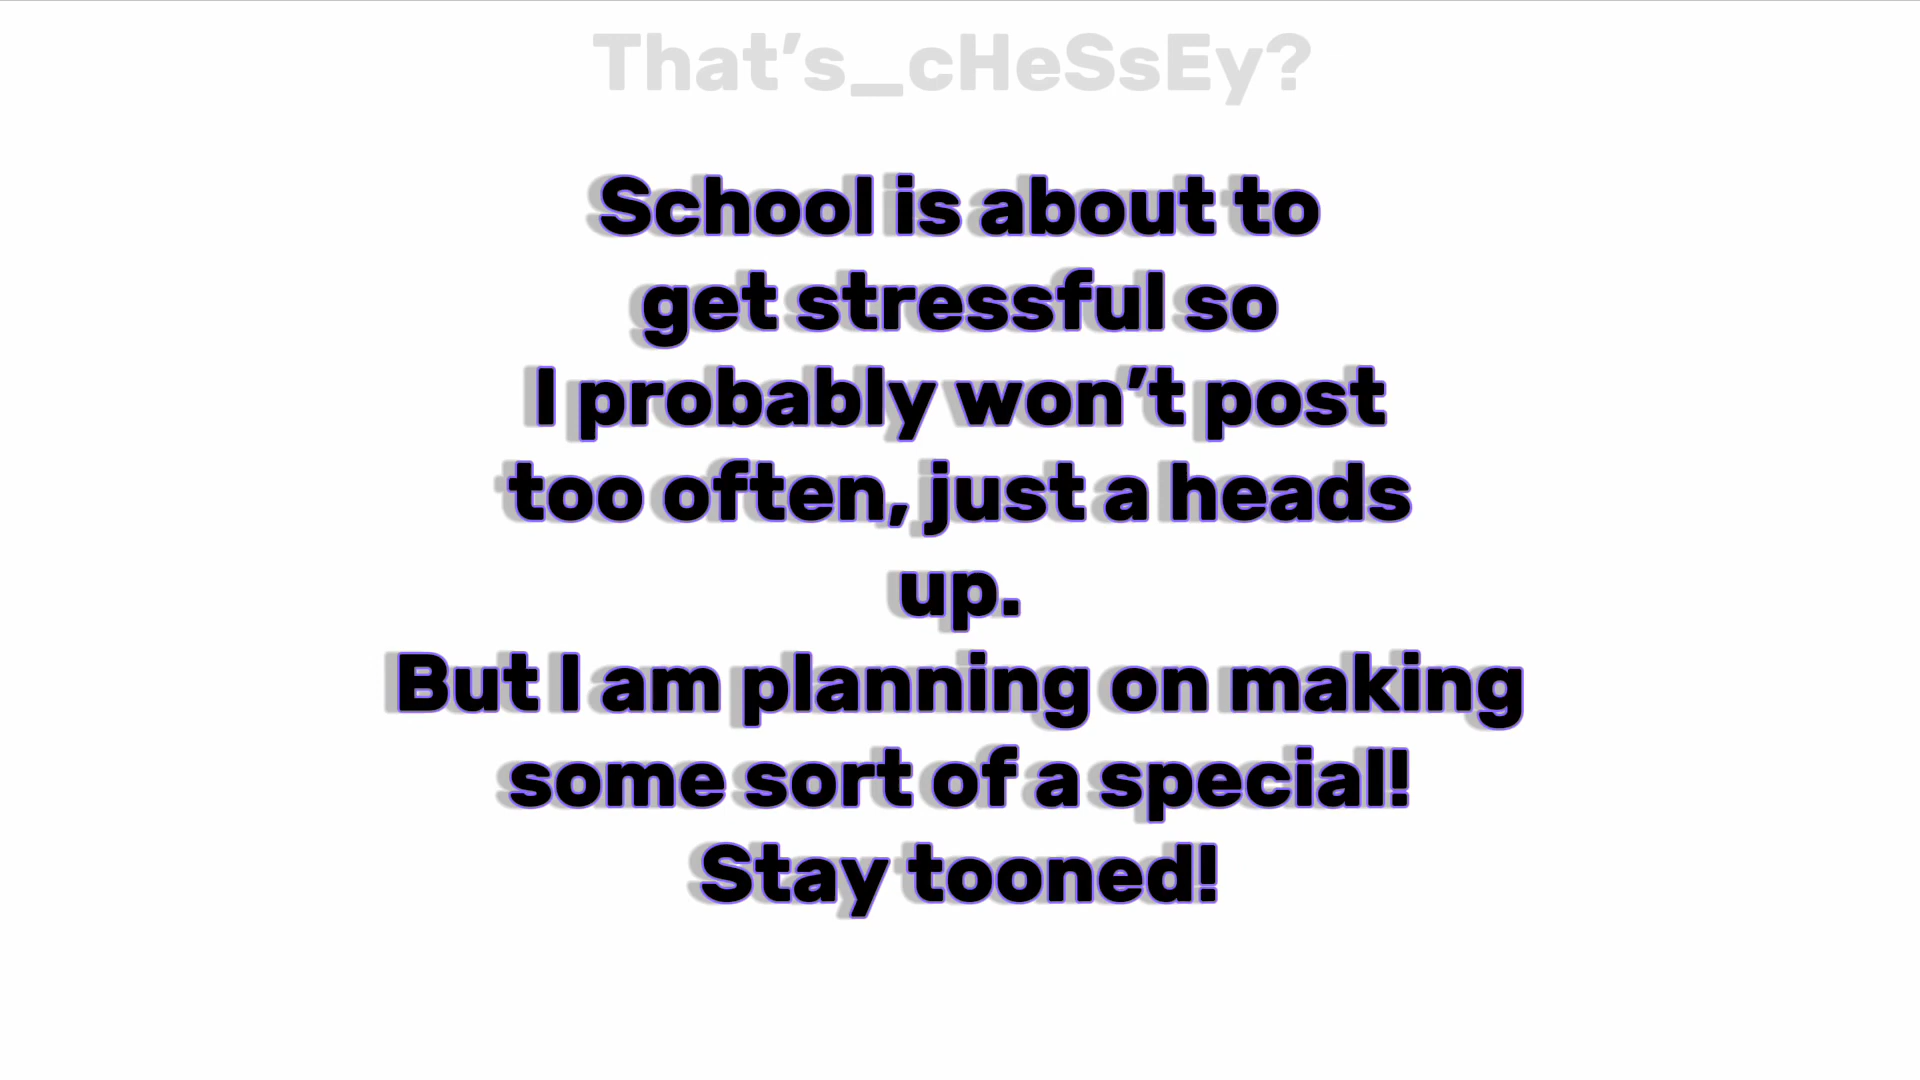 That’s_cHeSsEy?
School is about to
get stressful so
I probably won’t post
too often, just a heads
up.
But I am planning on making
some sort of a special!
Stay tooned!